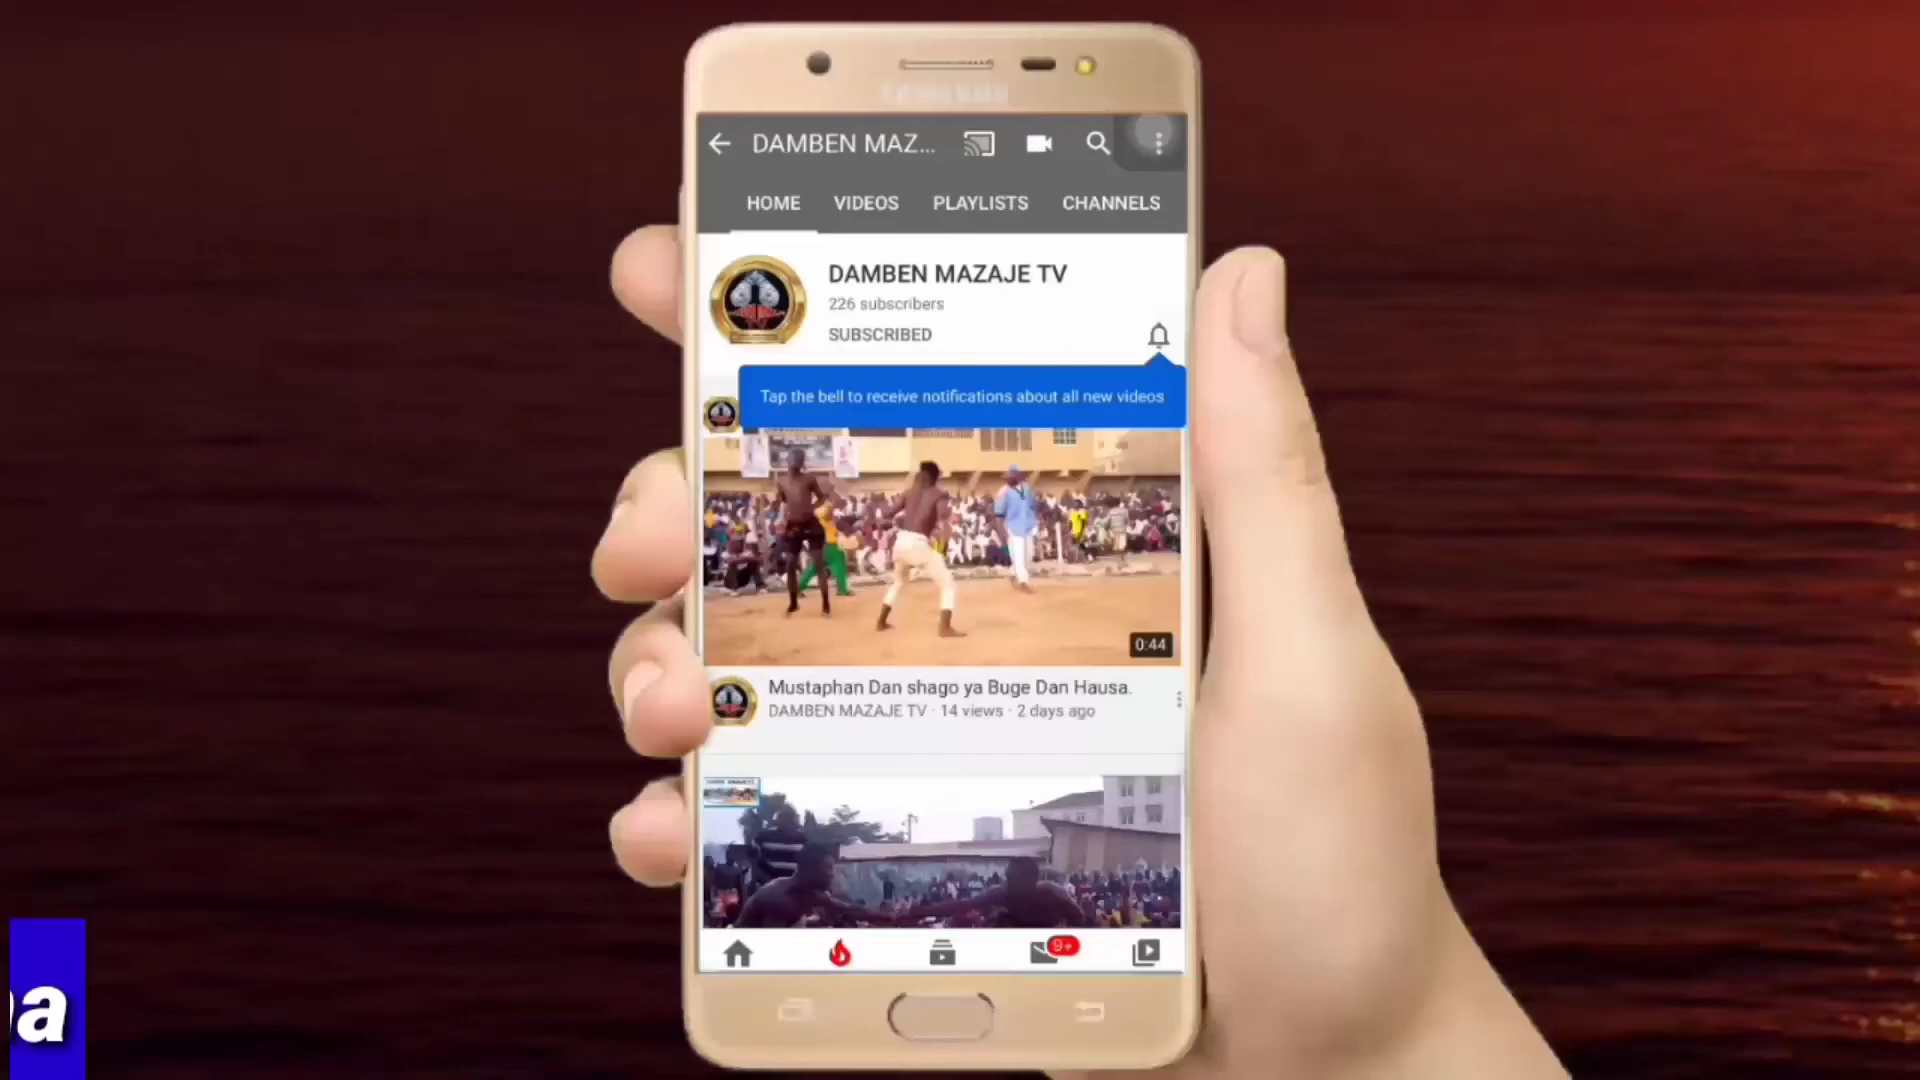 DAMBEN MAZ...
HOME VIDEOS PLAYLISTS CHANNELS
DAMBEN MAZAJE TV
226 subscribers
SUBSCRIBED
Tap the bell to receive notifications about all new videos
0:44
Mustaphan Dan shago ya Buge Dan Hausa.
DAMBEN MAZAJE TV · 14 views · 2 days ago
9+
a